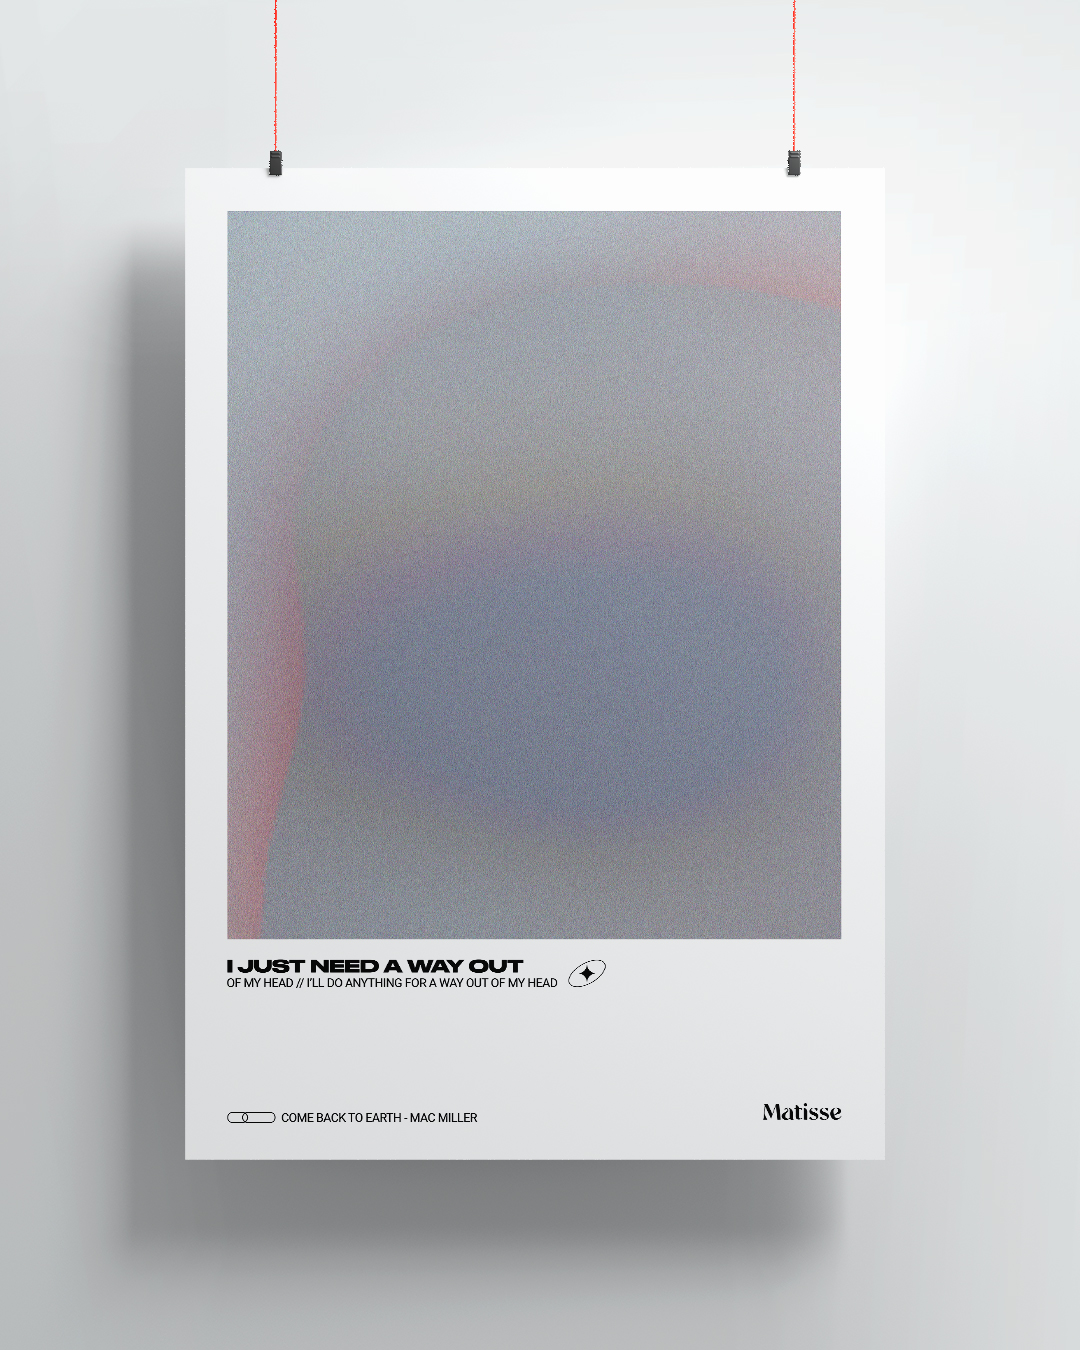 I JUST NEED A WAY OUT
OF MY HEAD // I'LL DO ANYTHING FOR A WAY OUT OF MY HEAD
COME BACK TO EARTH - MAC MILLER
Matisse